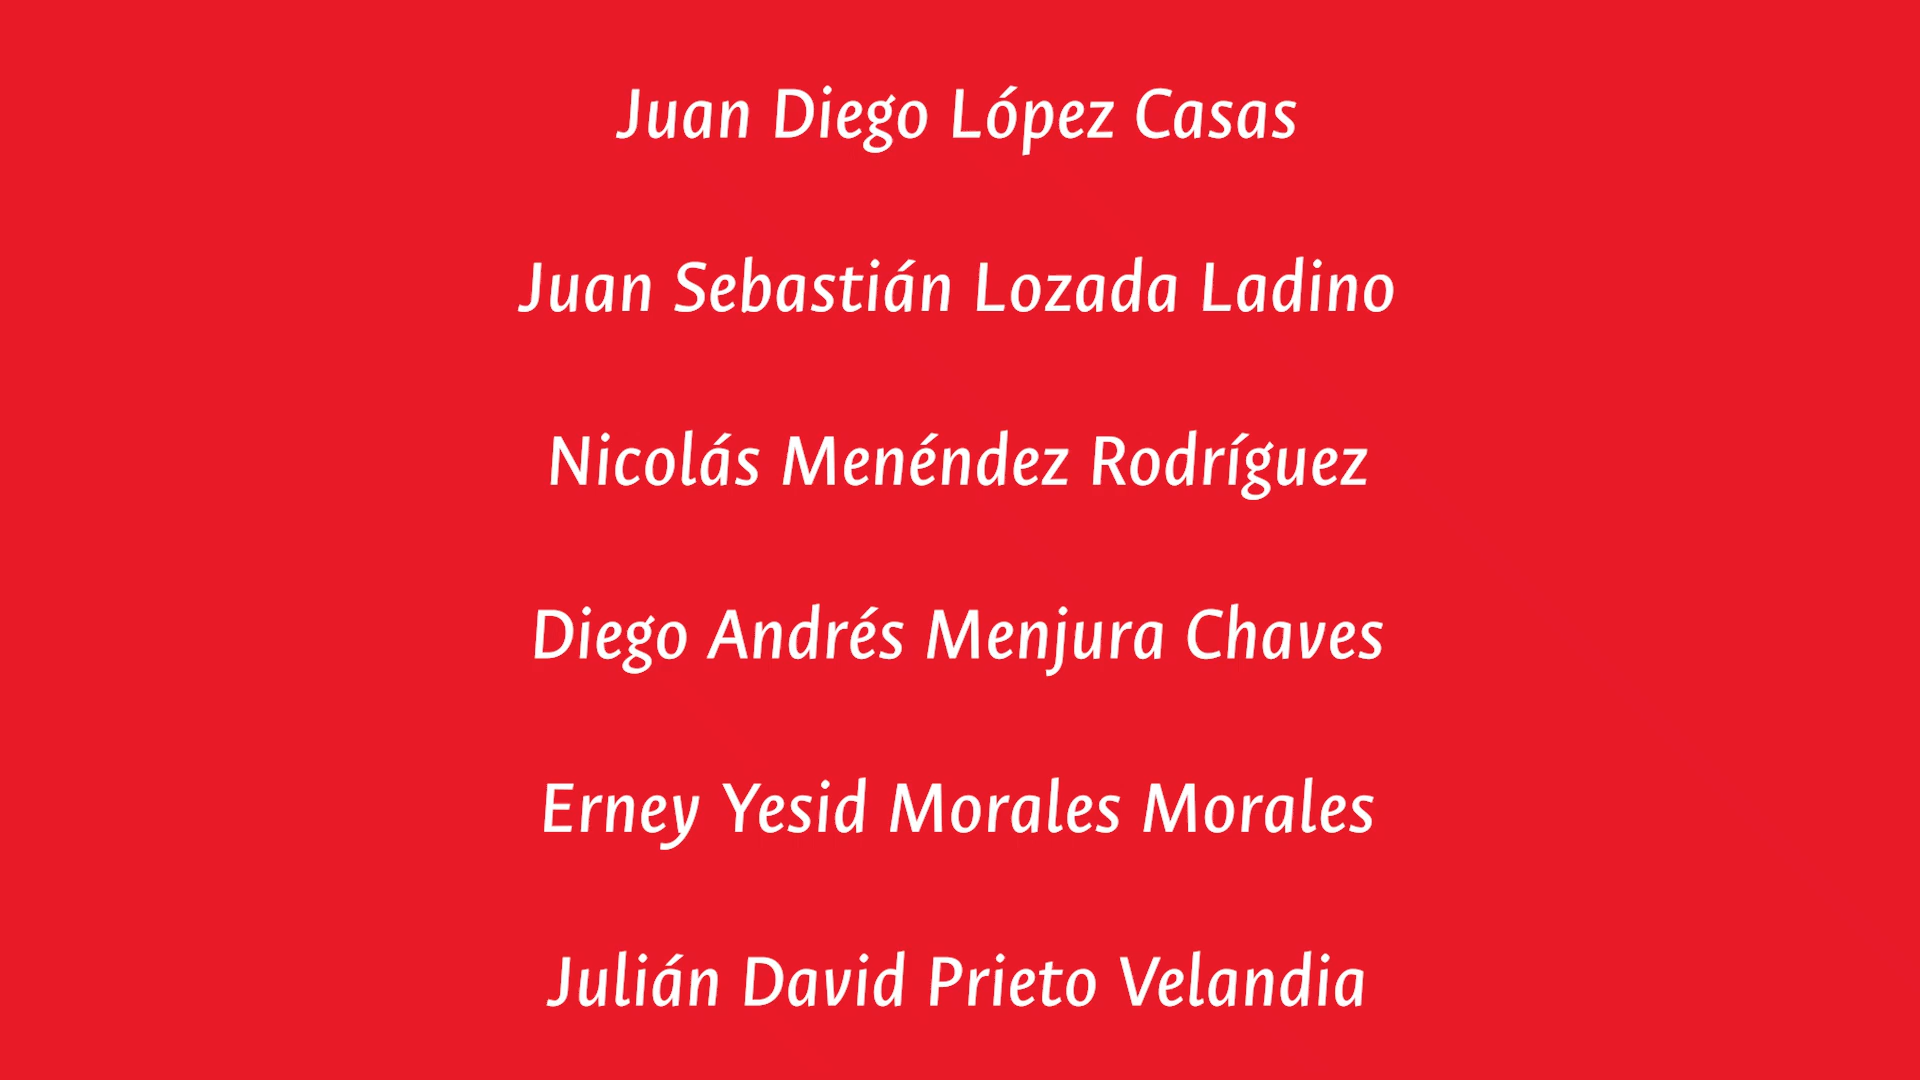 Juan Diego López Casas
Juan Sebastián Lozada Ladino
Nicolás Menéndez Rodríguez
Diego Andrés Menjura Chaves
Erney Yesid Morales Morales
Julián David Prieto Velandia